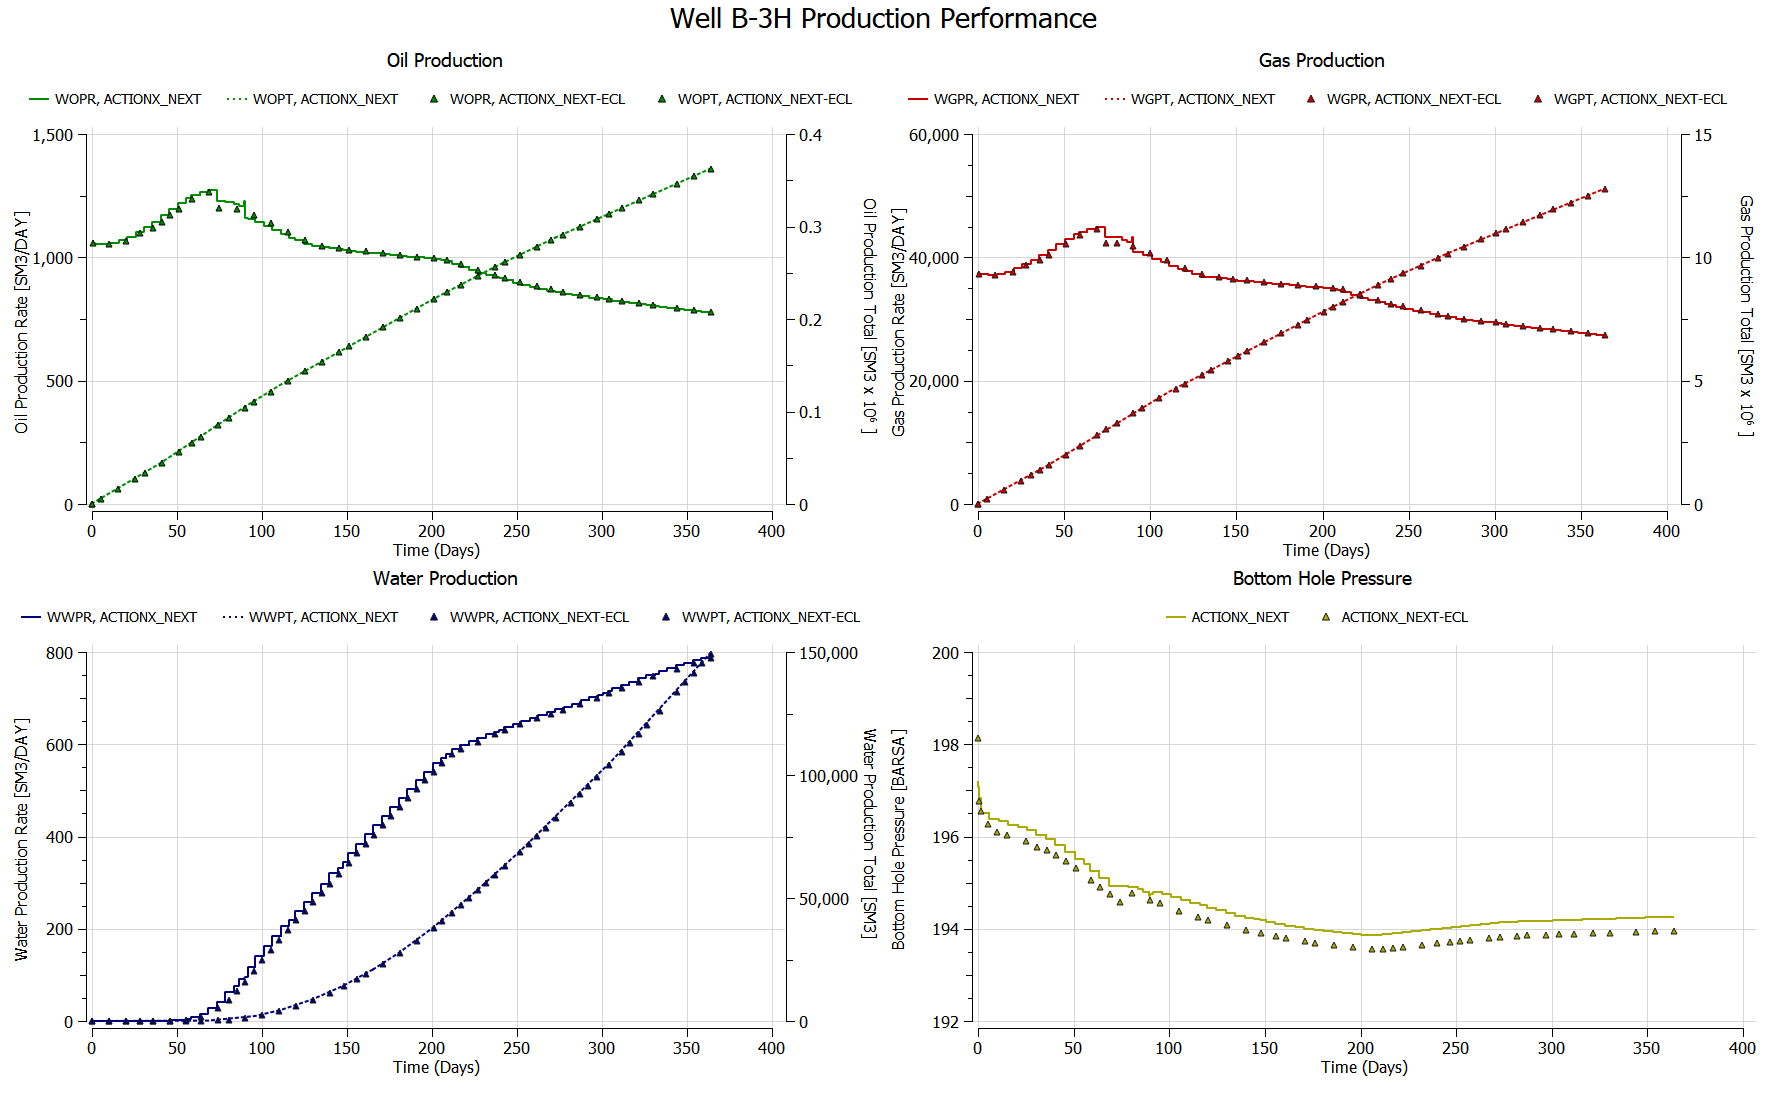 Well B-3H Production Performance
Oil Production
WOPR, ACTIONX_NEXT WOPT, ACTIONX_NEXT WOPR, ACTIONX_NEXT-ECL WOPT, ACTIONX_NEXT-ECL
Oil Production Rate [SM3/DAY]
1,500
1,000
500
0
0.4
0.3
0.2
0.1
0
Oil Production Total [SM3 x 10⁶ ]
0 50 100 150 200 250 300 350 400
Time (Days)
Gas Production
WGPR, ACTIONX_NEXT WGPT, ACTIONX_NEXT WGPR, ACTIONX_NEXT-ECL WGPT, ACTIONX_NEXT-ECL
Gas Production Rate [SM3/DAY]
60,000
40,000
20,000
0
15
10
5
0
Gas Production Total [SM3 x 10⁶ ]
0 50 100 150 200 250 300 350 400
Time (Days)
Water Production
WWPR, ACTIONX_NEXT WWPT, ACTIONX_NEXT WWPR, ACTIONX_NEXT-ECL WWPT, ACTIONX_NEXT-ECL
Water Production Rate [SM3/DAY]
800
600
400
200
0
150,000
100,000
50,000
0
Water Production Total [SM3]
0 50 100 150 200 250 300 350 400
Time (Days)
Bottom Hole Pressure
ACTIONX_NEXT ACTIONX_NEXT-ECL
Bottom Hole Pressure [BARSA]
200
198
196
194
192
0 50 100 150 200 250 300 350 400
Time (Days)